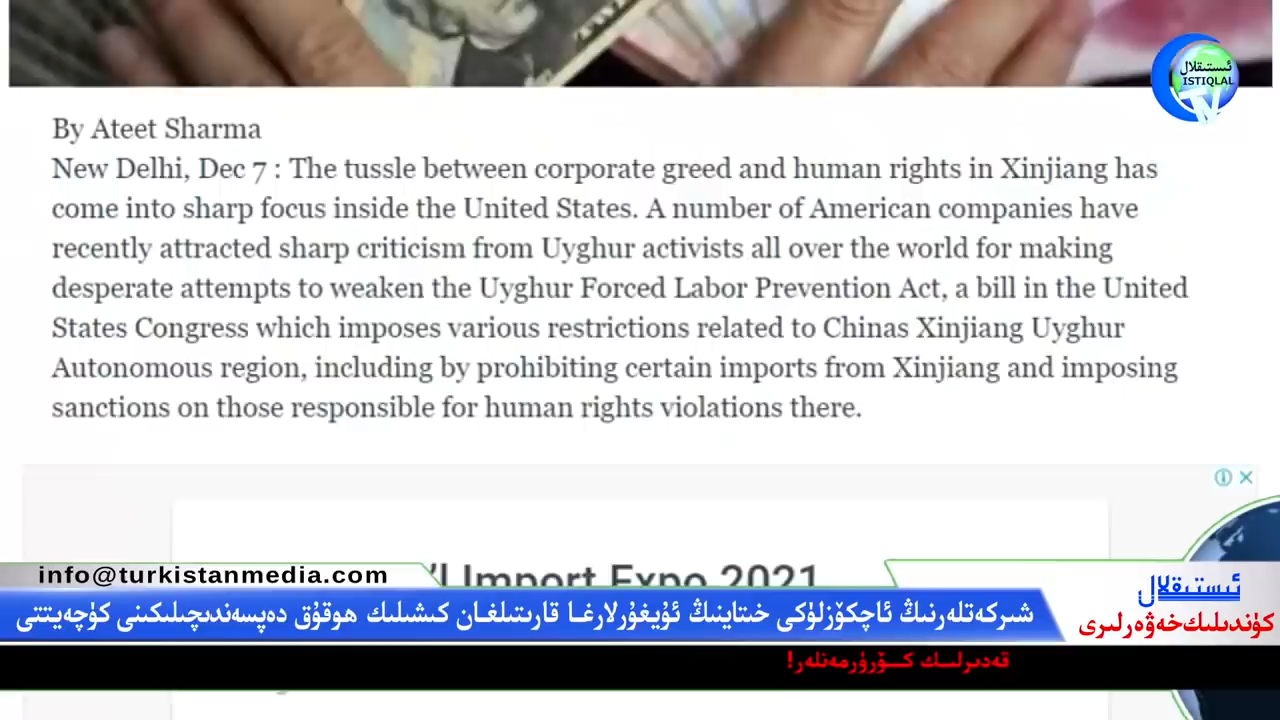 ئىستىقلال
ISTIQLAL
TV
By Ateet Sharma
New Delhi, Dec 7 : The tussle between corporate greed and human rights in Xinjiang has
come into sharp focus inside the United States. A number of American companies have
recently attracted sharp criticism from Uyghur activists all over the world for making
desperate attempts to weaken the Uyghur Forced Labor Prevention Act, a bill in the United
States Congress which imposes various restrictions related to Chinas Xinjiang Uyghur
Autonomous region, including by prohibiting certain imports from Xinjiang and imposing
sanctions on those responsible for human rights violations there.
Import Expo 2021
info@turkistanmedia.com
شىركەتلەرنىڭ ئاچكۆزلۈكى خىتاينىڭ ئۇيغۇرلارغا قارىتىلغان كىشىلىك هوقۇق دەپسەندىچىلىكىنى كۈچەيتتى
ئىستىقلال
كۈندىلىك خەۋەرلىرى
قەدىرلىك كۆرۈرمەنلەر!